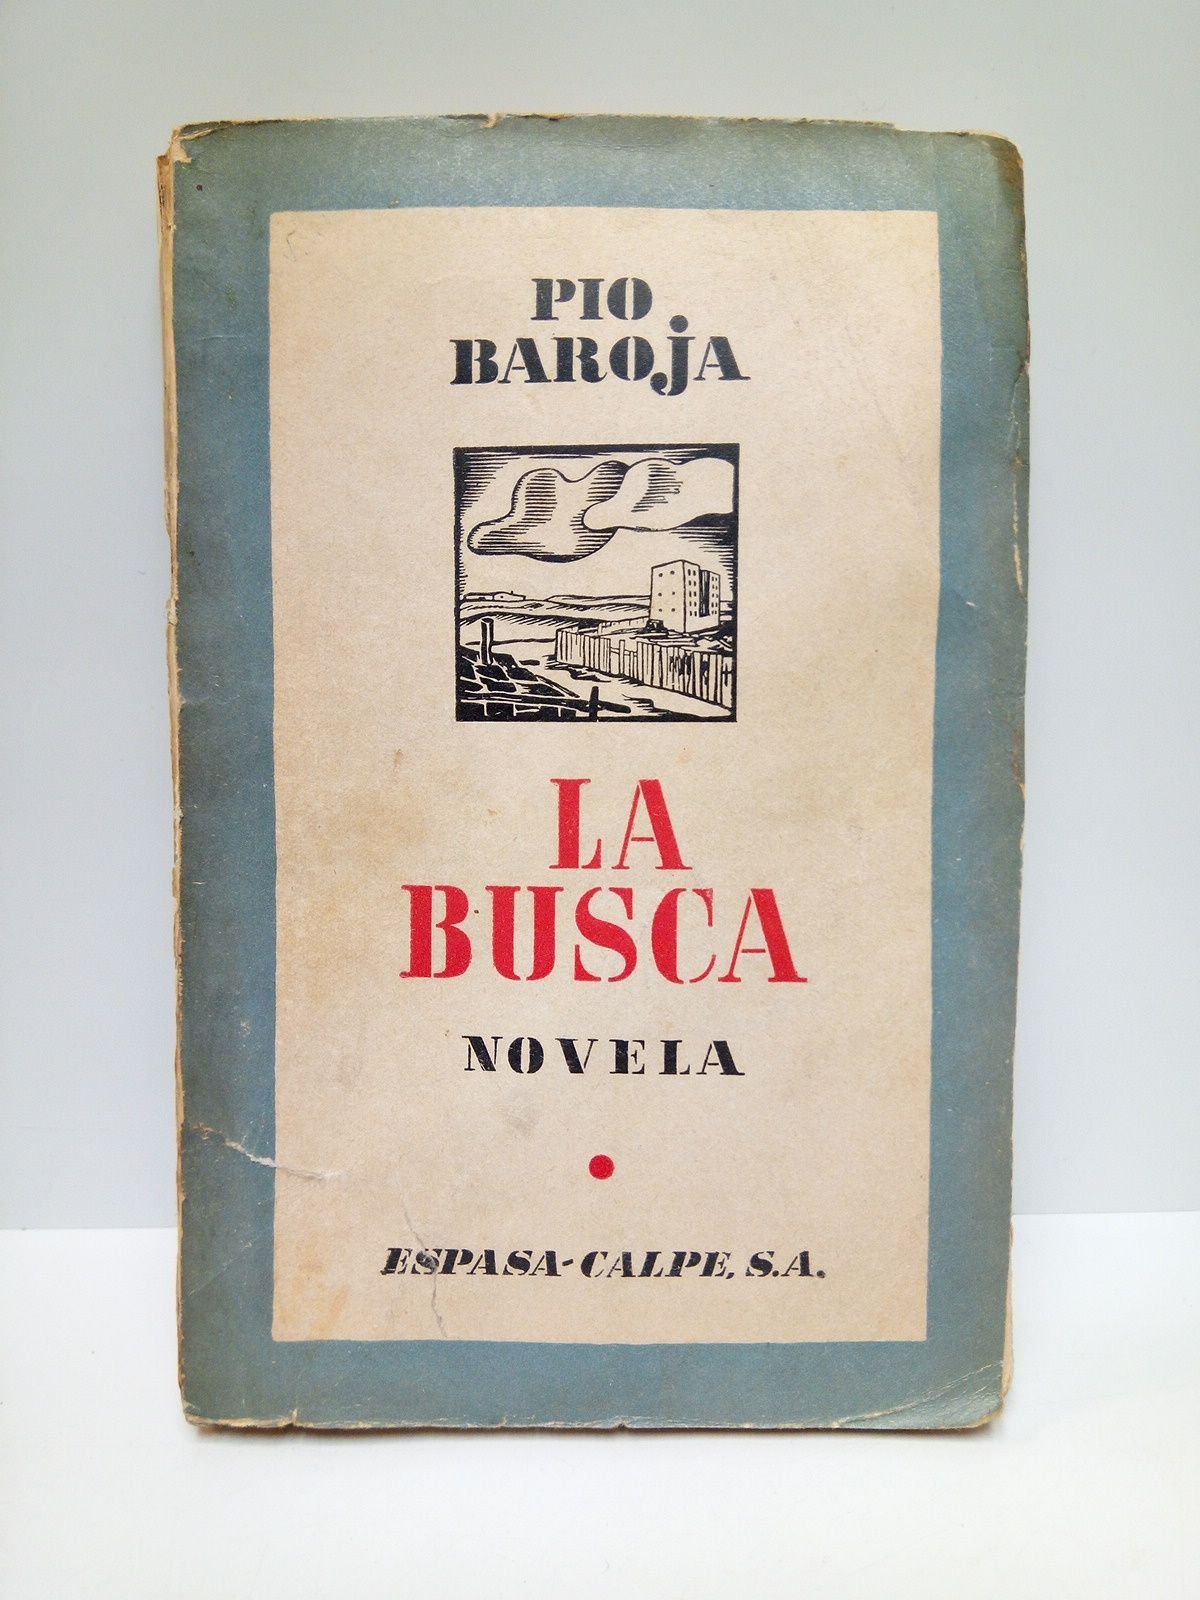 PIO
BAROjA
LA
BUSCA
NOVELA
ESPASA-CALPE, S.A.